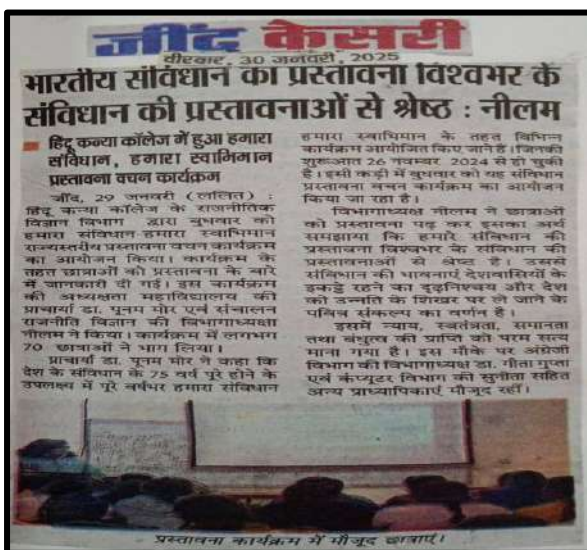 जींद केसरी
वीरवार, 30 जनवरी, 2025
भारतीय संविधान का प्रस्तावना विश्वभर के
संविधान की प्रस्तावनाओं से श्रेष्ठ : नीलम
हिंदू कन्या कॉलेज में हुआ हमारा
संविधान, हमारा स्वाभिमान
प्रस्तावना वचन कार्यक्रम
जींद, 29 जनवरी (ललित) :
हिंदू कन्या कॉलेज के राजनीतिक
विज्ञान विभाग द्वारा बुधवार को
हमारा संविधान-हमारा स्वाभिमान
राज्यस्तरीय प्रस्तावना वचन कार्यक्रम
का आयोजन किया। कार्यक्रम के
तहत छात्राओं को प्रस्तावना के बारे
में जानकारी दी गई। इस कार्यक्रम
की अध्यक्षता महाविद्यालय की
प्राचार्या डा. पूनम मोर एवं संचालन
राजनीति विज्ञान की विभागाध्यक्षा
नीलम ने किया। कार्यक्रम में लगभग
70 छात्राओं ने भाग लिया।
प्राचार्या डा. पूनम मोर ने कहा कि
देश के संविधान के 75 वर्ष पूरे होने के
उपलक्ष्य में पूरे वर्षभर हमारा संविधान
हमारा स्वाभिमान के तहत विभिन्न
कार्यक्रम आयोजित किए जाने है। जिनकी
शुरूआत 26 नवम्बर 2024 से हो चुकी
है। इसी कड़ी में बुधवार को यह संविधान
प्रस्तावना वचन कार्यक्रम का आयोजन
किया जा रहा है।
विभागाध्यक्ष नीलम ने छात्राओं
को प्रस्तावना पढ़ कर इसका अर्थ
समझाया कि हमारे संविधान की
प्रस्तावना विश्वभर के संविधान की
प्रस्तावनाओं से श्रेष्ठ है। उससे
संविधान की भावनाएं देशवासियों के
इकट्ठे रहने का दृढ़निश्चय और देश
को उन्नति के शिखर पर ले जाने के
पवित्र संकल्प का वर्णन है।
इसमें न्याय, स्वतंत्रता, समानता
तथा बंधुत्व की प्राप्ति को परम सत्य
माना गया है। इस मौके पर अंग्रेजी
विभाग की विभागाध्यक्ष डा. गीता गुप्ता
एवं कंप्यूटर विभाग की सुनीता सहित
अन्य प्राध्यापिकाएं मौजूद रहीं।
प्रस्तावना कार्यक्रम में मौजूद छात्राएं।